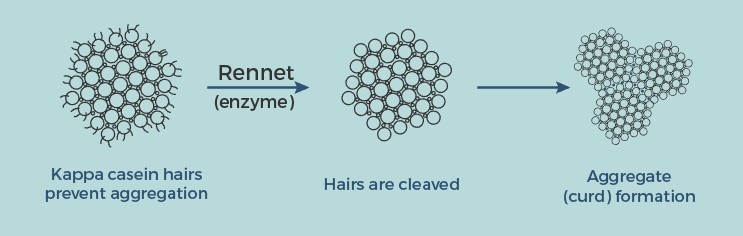 Rennet
(enzyme)
Kappa casein hairs
prevent aggregation
Hairs are cleaved
Aggregate
(curd) formation